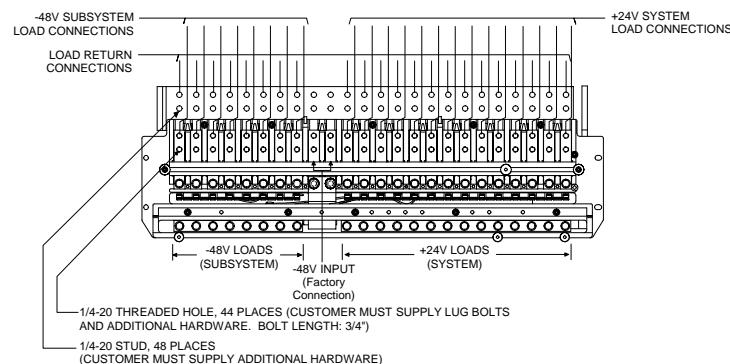 -48V SUBSYSTEM
LOAD CONNECTIONS
+24V SYSTEM
LOAD CONNECTIONS
LOAD RETURN
CONNECTIONS
-48V LOADS
(SUBSYSTEM)
-48V INPUT
(Factory
Connection)
+24V LOADS
(SYSTEM)
1/4-20 THREADED HOLE, 44 PLACES (CUSTOMER MUST SUPPLY LUG BOLTS
AND ADDITIONAL HARDWARE.  BOLT LENGTH: 3/4")
1/4-20 STUD, 48 PLACES
(CUSTOMER MUST SUPPLY ADDITIONAL HARDWARE)